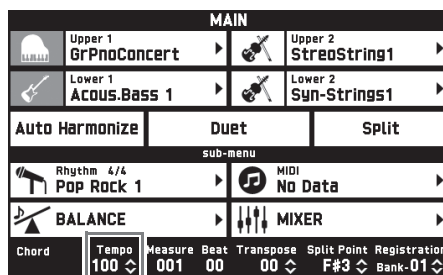 MAIN
Upper 1
GrPnoConcert
Upper 2
StreoString1
Lower 1
Acous.Bass 1
Lower 2
Syn-Strings1
Auto Harmonize Duet Split
sub-menu
Rhythm 4/4
Pop Rock 1
MIDI
No Data
BALANCE MIXER
Chord Tempo Measure Beat Transpose Split Point Registration
100 001 00 00 F#3 Bank-01